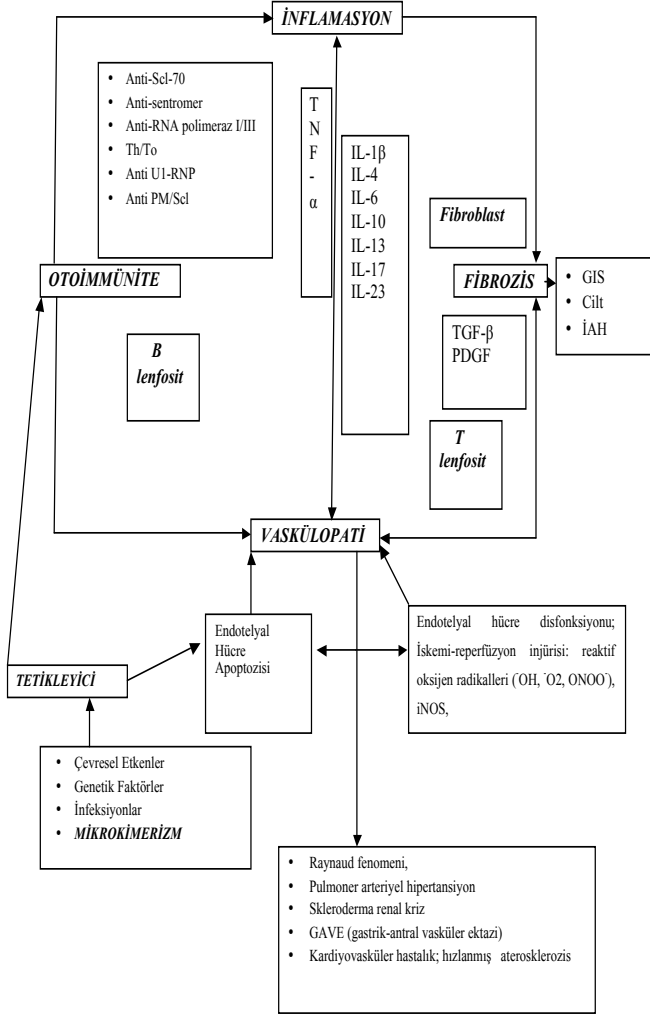 İNFLAMASYON
• Anti-Scl-70
• Anti-sentromer
• Anti-RNA polimeraz I/III
• Th/To
• Anti U1-RNP
• Anti PM/Scl
T
N
F
-
α
IL-1β
IL-4
IL-6
IL-10
IL-13
IL-17
IL-23
Fibroblast
OTOİMMÜNİTE
FİBROZİS
• GIS
• Cilt
• İAH
TGF-β
PDGF
B
lenfosit
T
lenfosit
VASKÜLOPATİ
Endotelyal
Hücre
Apoptozisi
Endotelyal hücre disfonksiyonu;
İskemi-reperfüzyon injürisi: reaktif
oksijen radikalleri (˙OH, ˙O2, ONOO˙),
iNOS,
TETİKLEYİCİ
• Çevresel Etkenler
• Genetik Faktörler
• İnfeksiyonlar
• MİKROKİMERİZM
• Raynaud fenomeni,
• Pulmoner arteriyel hipertansiyon
• Skleroderma renal kriz
• GAVE (gastrik-antral vasküler ektazi)
• Kardiyovasküler hastalık; hızlanmış aterosklerozis